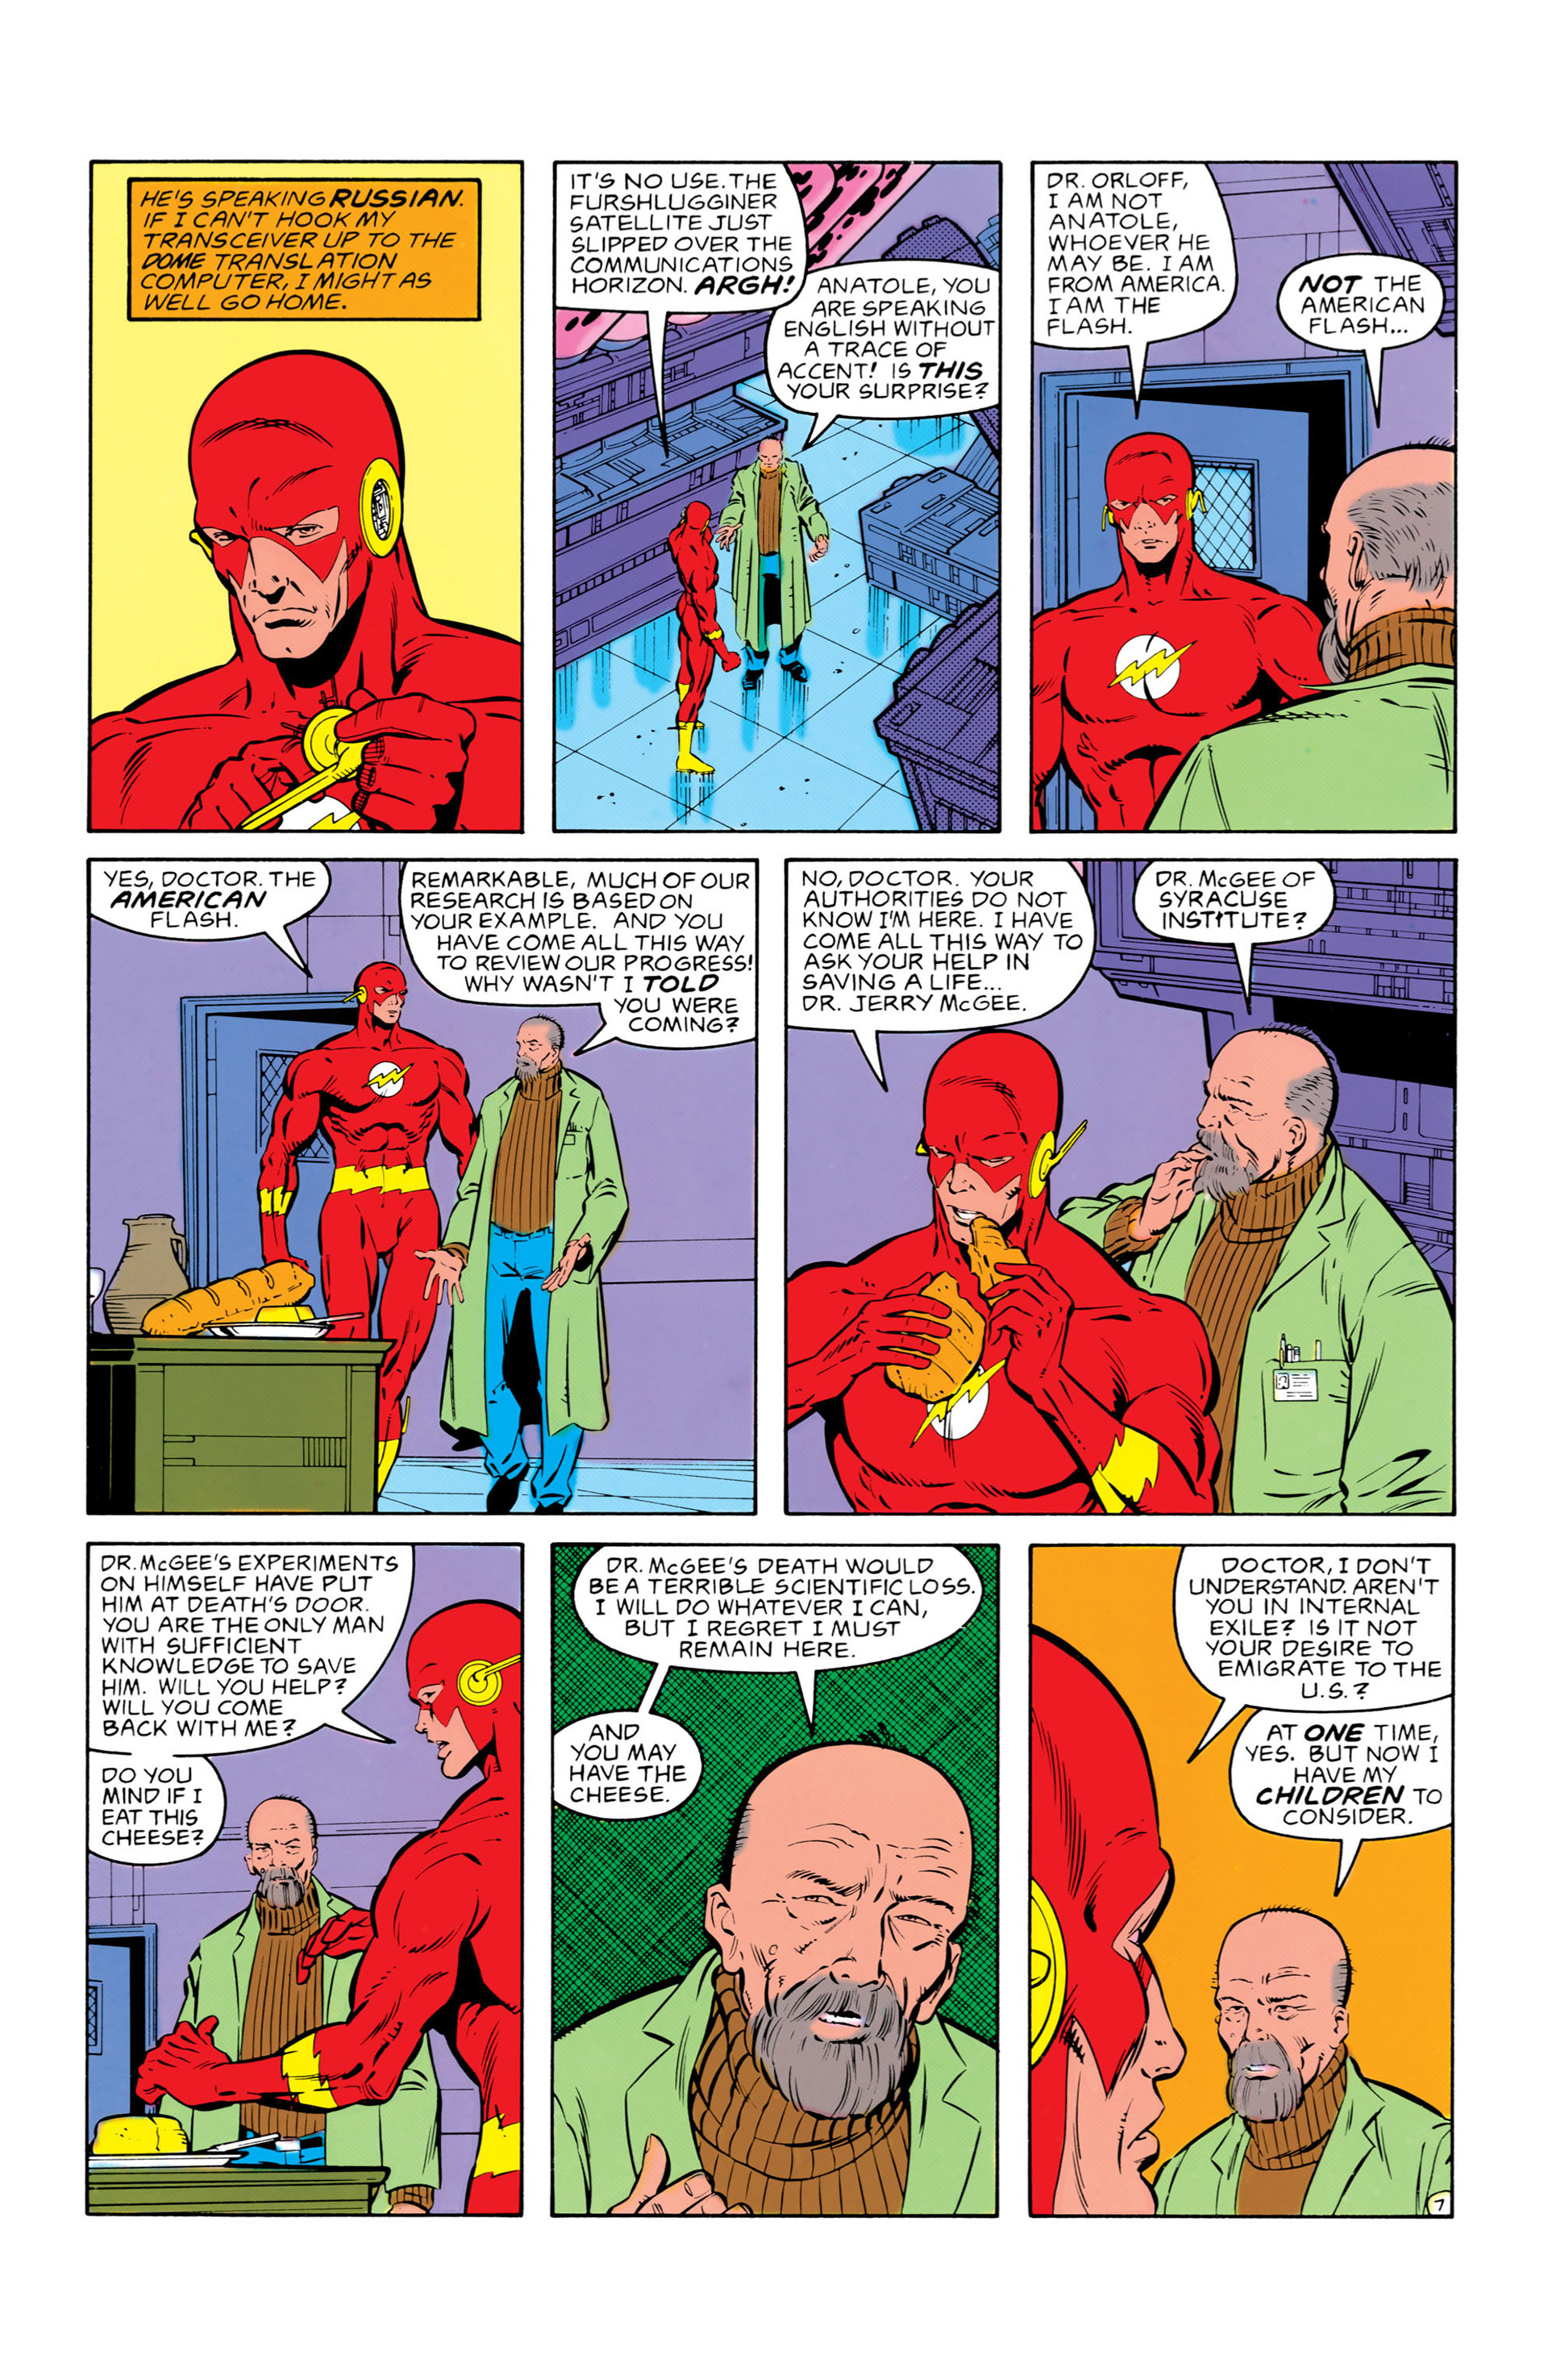 HE'S SPEAKING RUSSIAN.
IF I CAN'T HOOK MY
TRANSCEIVER UP TO THE
DOME TRANSLATION
COMPUTER, I MIGHT AS
WELL GO HOME.
IT'S NO USE. THE
FURSHLUGGINER
SATELLITE JUST
SLIPPED OVER THE
COMMUNICATIONS
HORIZON. ARGH!
ANATOLE, YOU
ARE SPEAKING
ENGLISH WITHOUT
A TRACE OF
ACCENT! IS THIS
YOUR SURPRISE?
DR. ORLOFF,
I AM NOT
ANATOLE,
WHOEVER HE
MAY BE. I AM
FROM AMERICA.
I AM THE
FLASH.
NOT THE
AMERICAN
FLASH...
YES, DOCTOR. THE
AMERICAN
FLASH.
REMARKABLE, MUCH OF OUR
RESEARCH IS BASED ON
YOUR EXAMPLE. AND YOU
HAVE COME ALL THIS WAY
TO REVIEW OUR PROGRESS!
WHY WASN'T I TOLD
YOU WERE
COMING?
NO, DOCTOR. YOUR
AUTHORITIES DO NOT
KNOW I'M HERE. I HAVE
COME ALL THIS WAY TO
ASK YOUR HELP IN
SAVING A LIFE...
DR. JERRY McGEE.
DR. McGEE OF
SYRACUSE
INSTITUTE?
DR. McGEE'S EXPERIMENTS
ON HIMSELF HAVE PUT
HIM AT DEATH'S DOOR.
YOU ARE THE ONLY MAN
WITH SUFFICIENT
KNOWLEDGE TO SAVE
HIM. WILL YOU HELP?
WILL YOU COME
BACK WITH ME?
DO YOU
MIND IF I
EAT THIS
CHEESE?
DR. McGEE'S DEATH WOULD
BE A TERRIBLE SCIENTIFIC LOSS.
I WILL DO WHATEVER I CAN,
BUT I REGRET I MUST
REMAIN HERE.
AND
YOU MAY
HAVE THE
CHEESE.
DOCTOR, I DON'T
UNDERSTAND. AREN'T
YOU IN INTERNAL
EXILE? IS IT NOT
YOUR DESIRE TO
EMIGRATE TO THE
U.S.?
AT ONE TIME,
YES. BUT NOW I
HAVE MY
CHILDREN TO
CONSIDER.
7